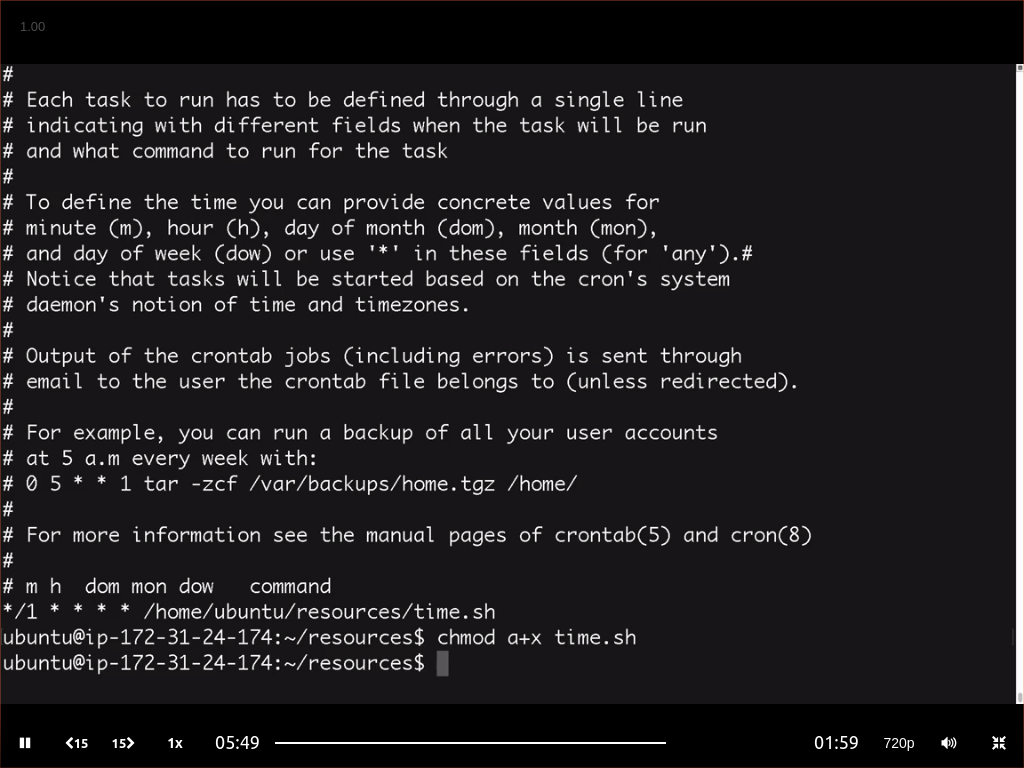 1.00
#
# Each task to run has to be defined through a single line
# indicating with different fields when the task will be run
# and what command to run for the task
#
# To define the time you can provide concrete values for
# minute (m), hour (h), day of month (dom), month (mon),
# and day of week (dow) or use '*' in these fields (for 'any').#
# Notice that tasks will be started based on the cron's system
# daemon's notion of time and timezones.
#
# Output of the crontab jobs (including errors) is sent through
# email to the user the crontab file belongs to (unless redirected).
#
# For example, you can run a backup of all your user accounts
# at 5 a.m every week with:
# 0 5 * * 1 tar -zcf /var/backups/home.tgz /home/
#
# For more information see the manual pages of crontab(5) and cron(8)
#
# m h  dom mon dow   command
*/1 * * * * /home/ubuntu/resources/time.sh
ubuntu@ip-172-31-24-174:~/resources$ chmod a+x time.sh
ubuntu@ip-172-31-24-174:~/resources$
15 15 1x 05:49 01:59 720p